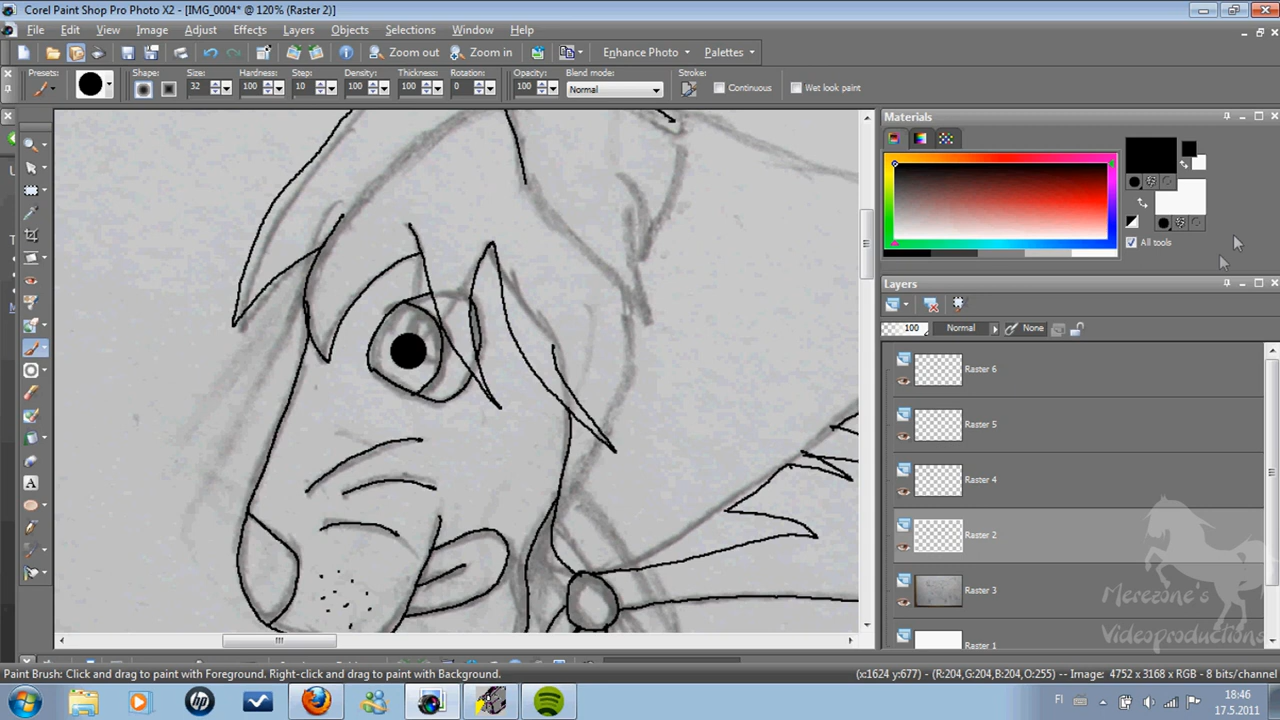 Corel Paint Shop Pro Photo X2 - [IMG_0004* @ 120% (Raster 2)]
File Edit View Image Adjust Effects Layers Objects Selections Window Help
Zoom out Zoom in Enhance Photo Palettes
Presets: Shape: Size: Hardness: Step: Density: Thickness: Rotation: Opacity: Blend mode: Stroke:
32 100 10 100 100 0 100 Normal Continuous Wet look paint
Materials
All tools
Layers
100 Normal None
Raster 6
Raster 5
Raster 4
Raster 2
Raster 3
Raster 1
Merezone's
Videoproductions
Paint Brush: Click and drag to paint with Foreground. Right-click and drag to paint with Background.
(x:1624 y:677) -- (R:204,G:204,B:204,O:255) -- Image: 4752 x 3168 x RGB - 8 bits/channel
FI
18:46
17.5.2011